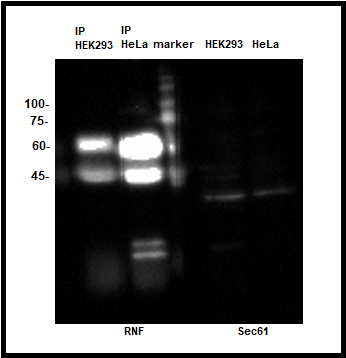 IP IP
HEK293 HeLa marker HEK293 HeLa
100-
75-
60-
45-
RNF Sec61